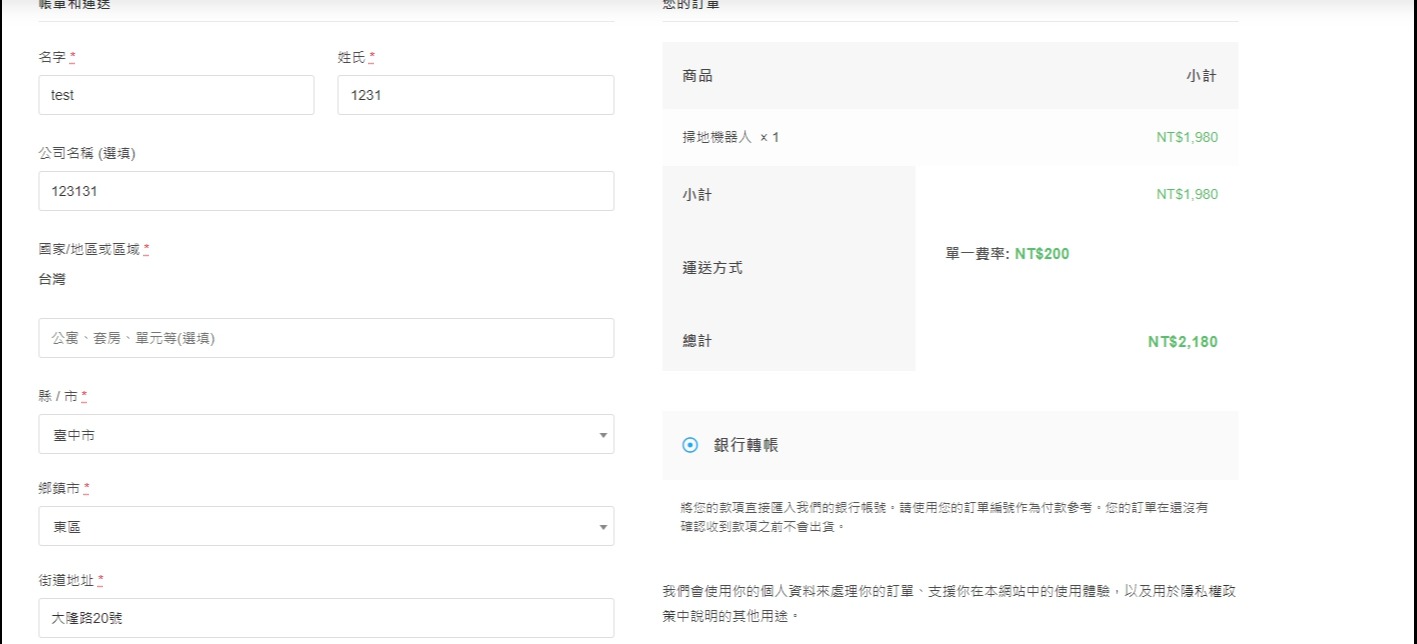 帳單和運送
名字 *
姓氏 *
test
1231
公司名稱 (選填)
123131
國家/地區或區域 *
台灣
公寓、套房、單元等(選填)
縣 / 市 *
臺中市
鄉鎮市 *
東區
街道地址 *
大隆路20號
您的訂單
商品 小計
掃地機器人 × 1 NT$1,980
小計 NT$1,980
運送方式 單一費率: NT$200
總計 NT$2,180
銀行轉帳
將您的款項直接匯入我們的銀行帳號。請使用您的訂單編號作為付款參考。您的訂單在還沒有
確認收到款項之前不會出貨。
我們會使用你的個人資料來處理你的訂單、支援你在本網站中的使用體驗，以及用於隱私權政
策中說明的其他用途。